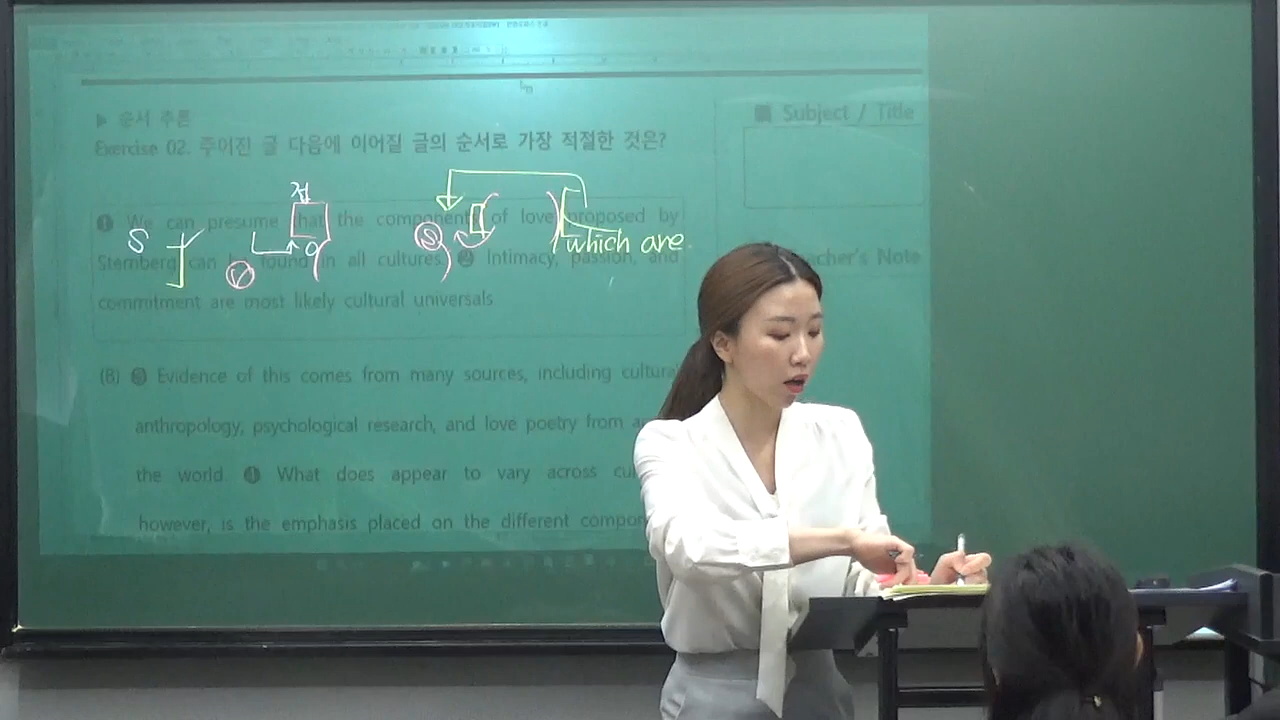 ▶ 순서 추론
Exercise 02. 주어진 글 다음에 이어질 글의 순서로 가장 적절한 것은?
■ Subject / Title
접
❶ We can presume that the components of love proposed by
S V S which are
Sternberg can be found in all cultures. ❷ Intimacy, passion, and
cher's Note
commitment are most likely cultural universals
(B) ❸ Evidence of this comes from many sources, including cultural
anthropology, psychological research, and love poetry from
the world. ❹ What does appear to vary across
however, is the emphasis placed on the different